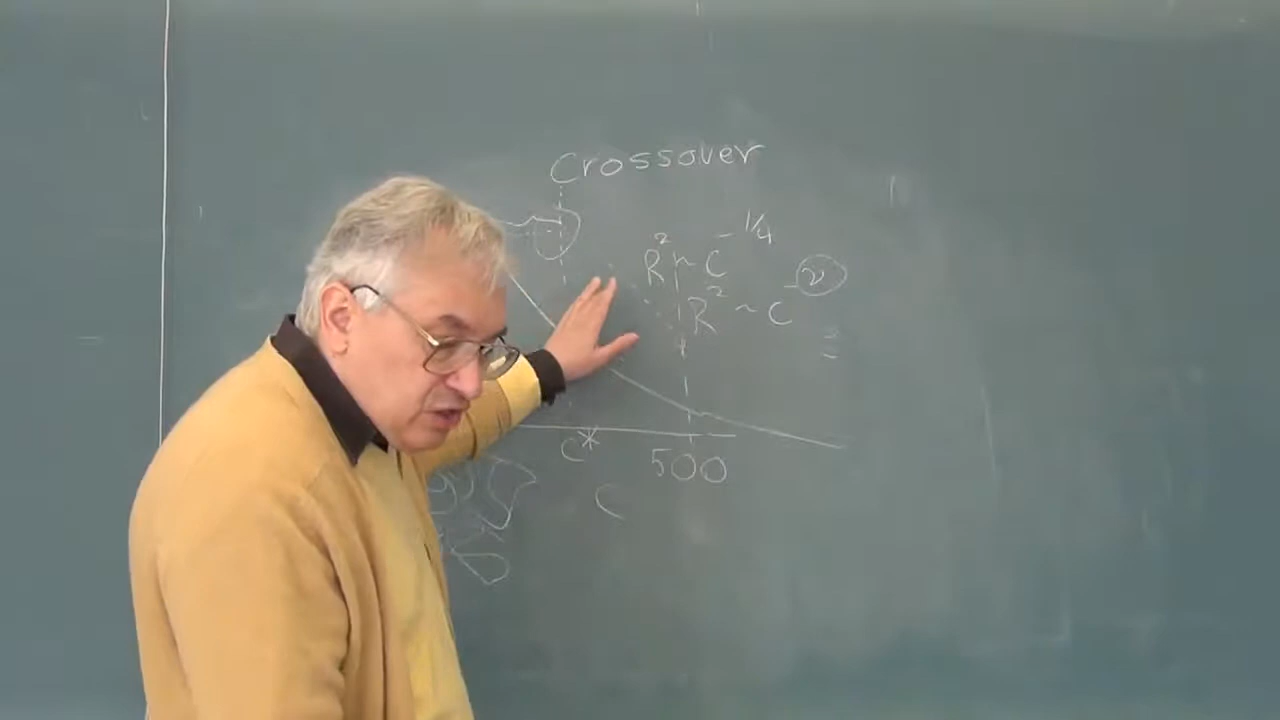 Crossover
R² ~ C^-1/4
R² ~ C^-ν
C* 500
C